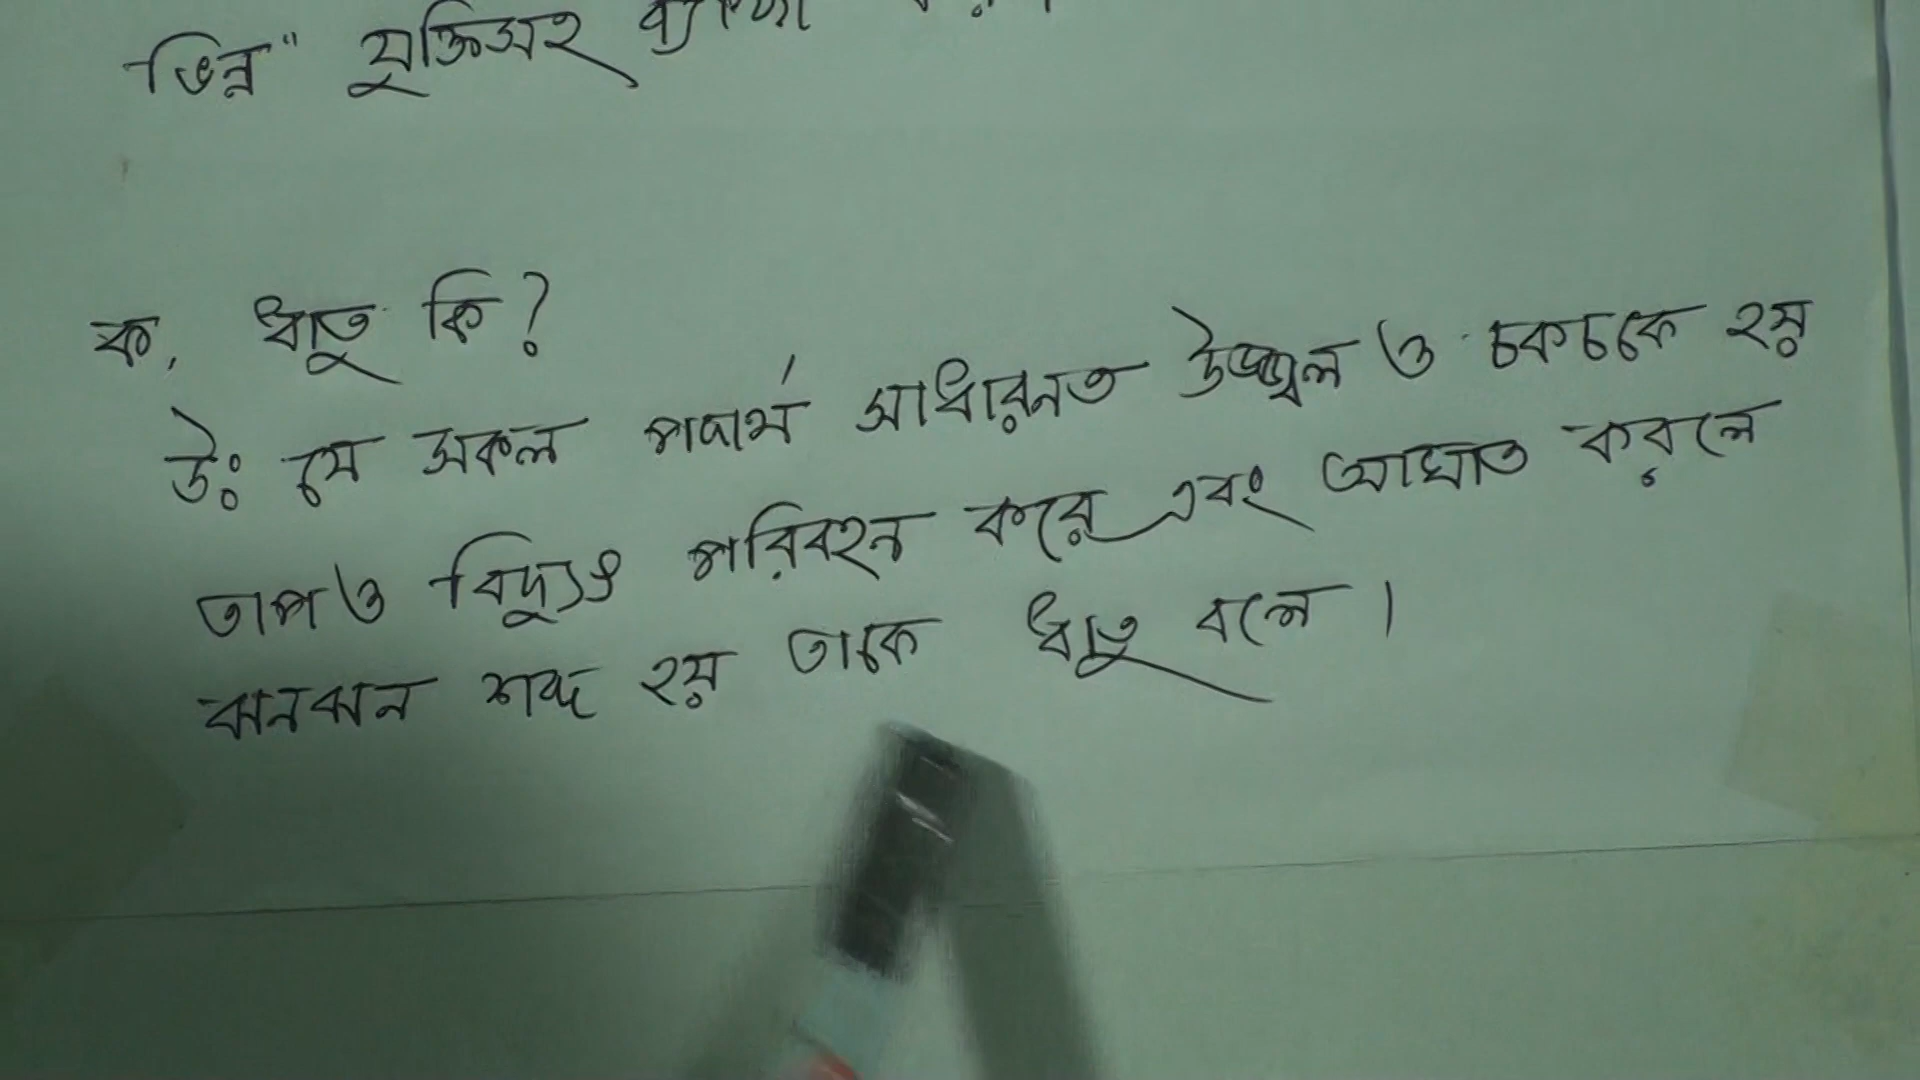 ভিন্ন" যুক্তিসহ
ক, ধাতু কি?
উঃ যে সকল পদার্থ সাধারনত উজ্জ্বল ও চকচকে হয়
তাপ ও বিদ্যুৎ পরিবহন করে এবং আঘাত করলে
ঝনঝন শব্দ হয় তাকে ধাতু বলে।